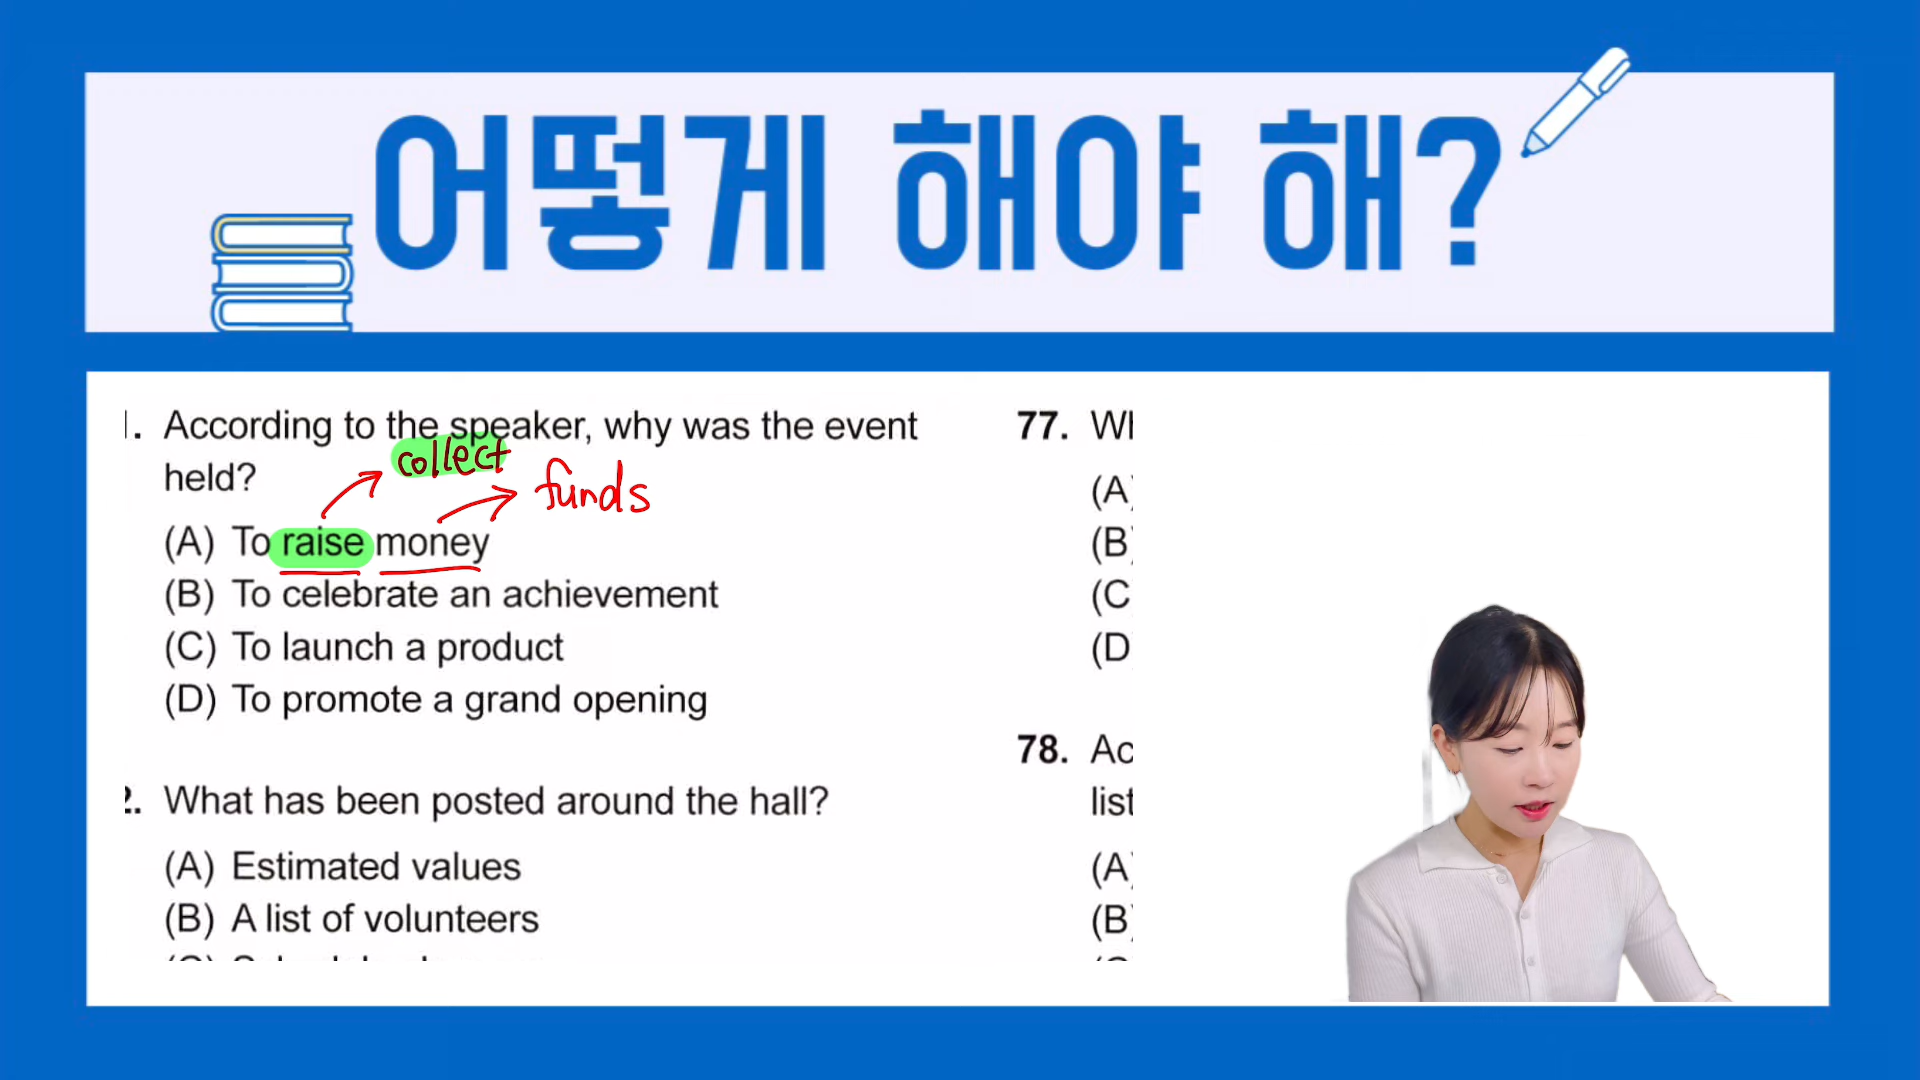 어떻게 해야 해?
1. According to the speaker, why was the event
held?
collect
funds
(A) To raise money
(B) To celebrate an achievement
(C) To launch a product
(D) To promote a grand opening
2. What has been posted around the hall?
(A) Estimated values
(B) A list of volunteers
77. Wh
(A)
(B)
(C
(D
78. Ac
list
(A)
(B)